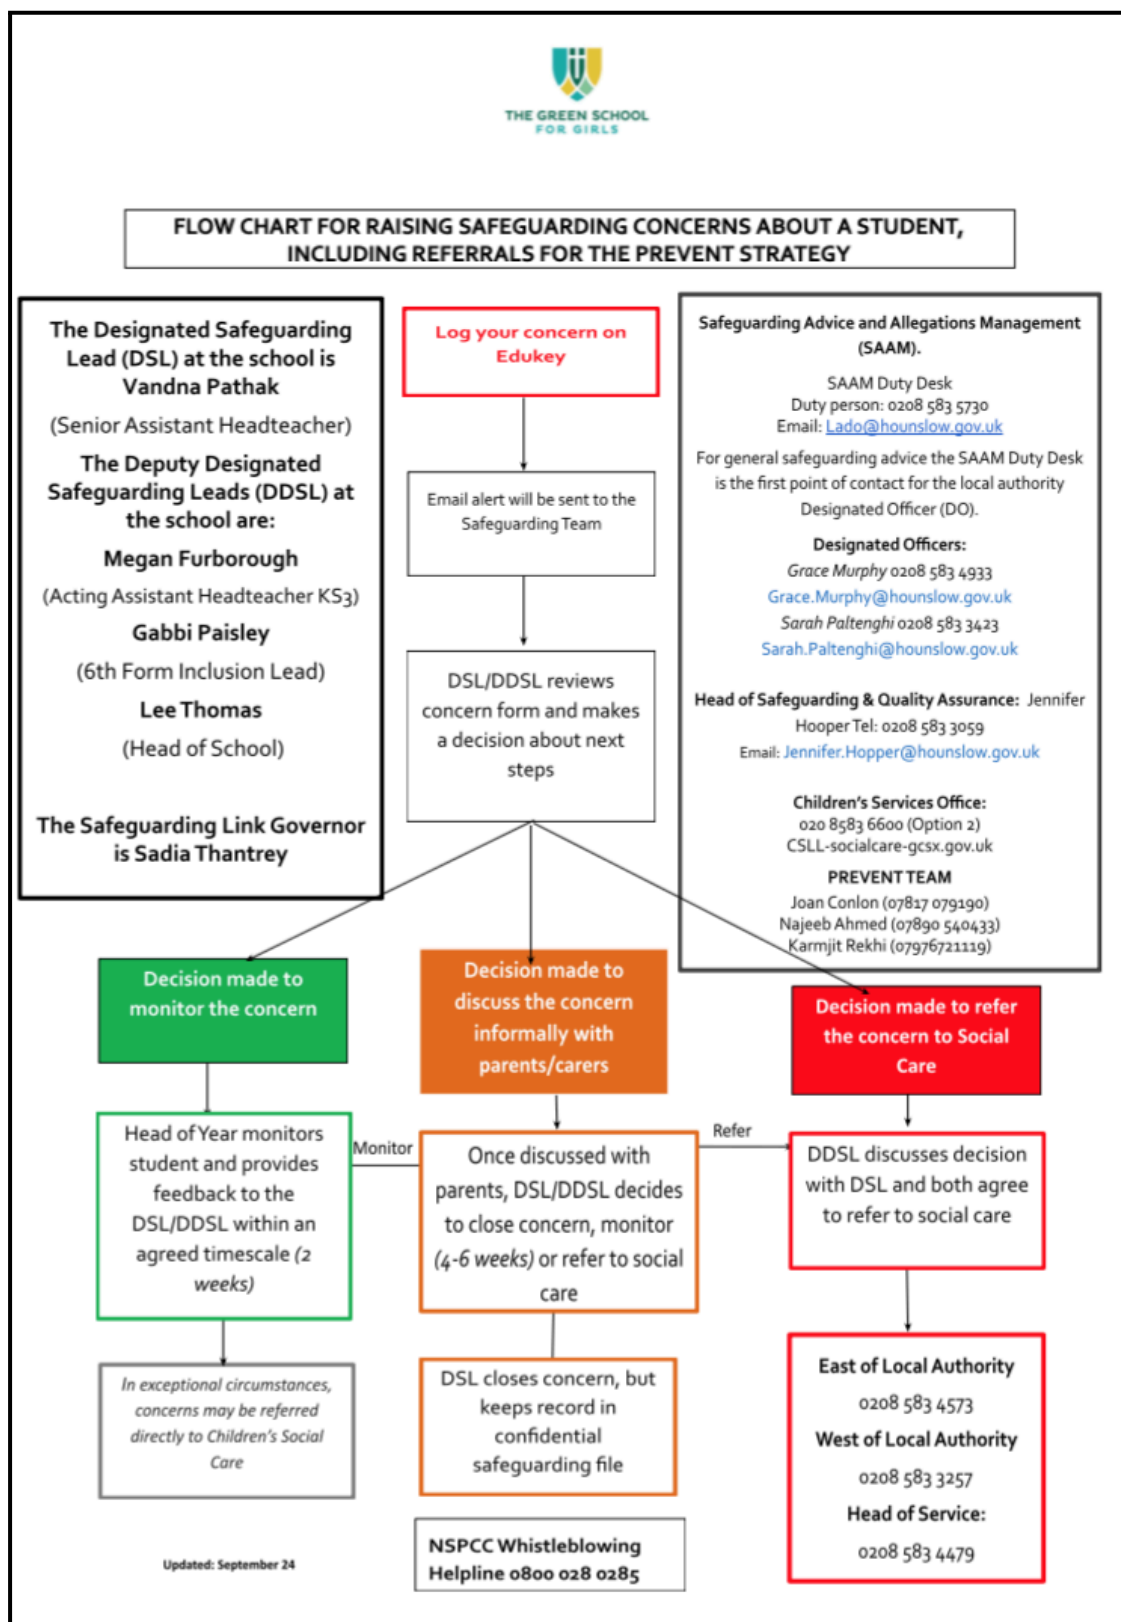 THE GREEN SCHOOL
FOR GIRLS
FLOW CHART FOR RAISING SAFEGUARDING CONCERNS ABOUT A STUDENT,
INCLUDING REFERRALS FOR THE PREVENT STRATEGY
The Designated Safeguarding
Lead (DSL) at the school is
Vandna Pathak
(Senior Assistant Headteacher)
The Deputy Designated
Safeguarding Leads (DDSL) at
the school are:
Megan Furborough
(Acting Assistant Headteacher KS3)
Gabbi Paisley
(6th Form Inclusion Lead)
Lee Thomas
(Head of School)
The Safeguarding Link Governor
is Sadia Thantrey
Log your concern on
Edukey
Email alert will be sent to the
Safeguarding Team
DSL/DDSL reviews
concern form and makes
a decision about next
steps
Safeguarding Advice and Allegations Management
(SAAM).
SAAM Duty Desk
Duty person: 0208 583 5730
Email: Lado@hounslow.gov.uk
For general safeguarding advice the SAAM Duty Desk
is the first point of contact for the local authority
Designated Officer (DO).
Designated Officers:
Grace Murphy 0208 583 4933
Grace.Murphy@hounslow.gov.uk
Sarah Paltenghi 0208 583 3423
Sarah.Paltenghi@hounslow.gov.uk
Head of Safeguarding & Quality Assurance: Jennifer
Hooper Tel: 0208 583 3059
Email: Jennifer.Hopper@hounslow.gov.uk
Children's Services Office:
020 8583 6600 (Option 2)
CSLL-socialcare-gcsx.gov.uk
PREVENT TEAM
Joan Conlon (07817 079190)
Najeeb Ahmed (07890 540433)
Karmjit Rekhi (07976721119)
Decision made to
monitor the concern
Decision made to
discuss the concern
informally with
parents/carers
Decision made to refer
the concern to Social
Care
Head of Year monitors
student and provides
feedback to the
DSL/DDSL within an
agreed timescale (2
weeks)
Monitor
Once discussed with
parents, DSL/DDSL decides
to close concern, monitor
(4-6 weeks) or refer to social
care
Refer
DDSL discusses decision
with DSL and both agree
to refer to social care
In exceptional circumstances,
concerns may be referred
directly to Children's Social
Care
DSL closes concern, but
keeps record in
confidential
safeguarding file
East of Local Authority
0208 583 4573
West of Local Authority
0208 583 3257
Head of Service:
0208 583 4479
Updated: September 24
NSPCC Whistleblowing
Helpline 0800 028 0285